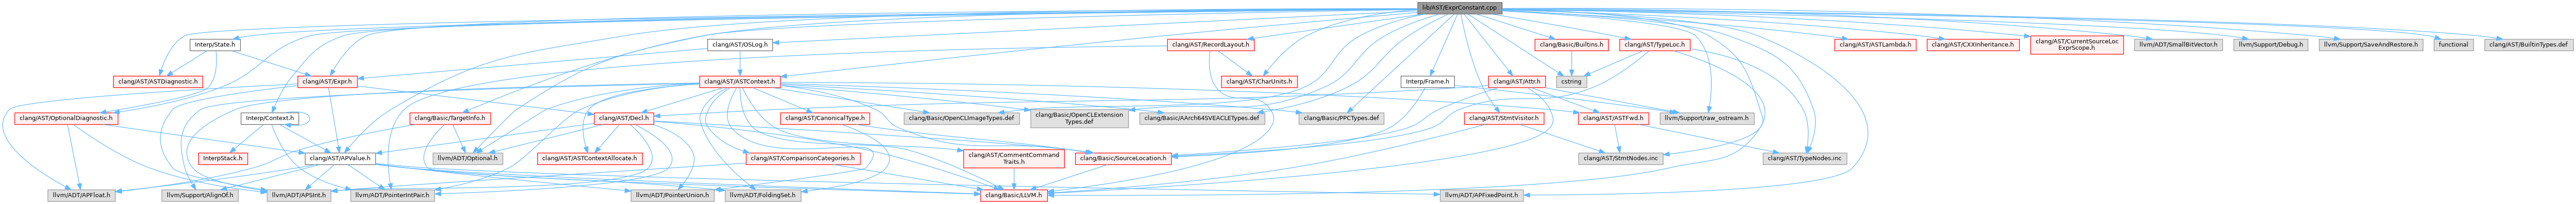 lib/AST/ExprConstant.cpp
Interp/State.h
clang/AST/OSLog.h
clang/AST/RecordLayout.h
clang/Basic/Builtins.h
clang/AST/TypeLoc.h
clang/AST/ASTLambda.h
clang/AST/CXXInheritance.h
clang/AST/CurrentSourceLoc
ExprScope.h
llvm/ADT/SmallBitVector.h
llvm/Support/Debug.h
llvm/Support/SaveAndRestore.h
functional
clang/AST/BuiltinTypes.def
clang/AST/ASTDiagnostic.h
clang/AST/Expr.h
clang/AST/ASTContext.h
clang/AST/CharUnits.h
Interp/Frame.h
clang/AST/Attr.h
cstring
clang/AST/OptionalDiagnostic.h
Interp/Context.h
clang/Basic/TargetInfo.h
clang/AST/Decl.h
clang/AST/CanonicalType.h
clang/Basic/OpenCLImageTypes.def
clang/Basic/OpenCLExtension
Types.def
clang/Basic/AArch64SVEACLETypes.def
clang/Basic/PPCTypes.def
clang/AST/StmtVisitor.h
clang/AST/ASTFwd.h
llvm/Support/raw_ostream.h
InterpStack.h
clang/AST/APValue.h
llvm/ADT/Optional.h
clang/AST/ASTContextAllocate.h
clang/AST/ComparisonCategories.h
clang/AST/CommentCommand
Traits.h
clang/Basic/SourceLocation.h
clang/AST/StmtNodes.inc
clang/AST/TypeNodes.inc
llvm/ADT/APFloat.h
llvm/Support/AlignOf.h
llvm/ADT/APSInt.h
llvm/ADT/PointerIntPair.h
llvm/ADT/PointerUnion.h
llvm/ADT/FoldingSet.h
clang/Basic/LLVM.h
llvm/ADT/APFixedPoint.h